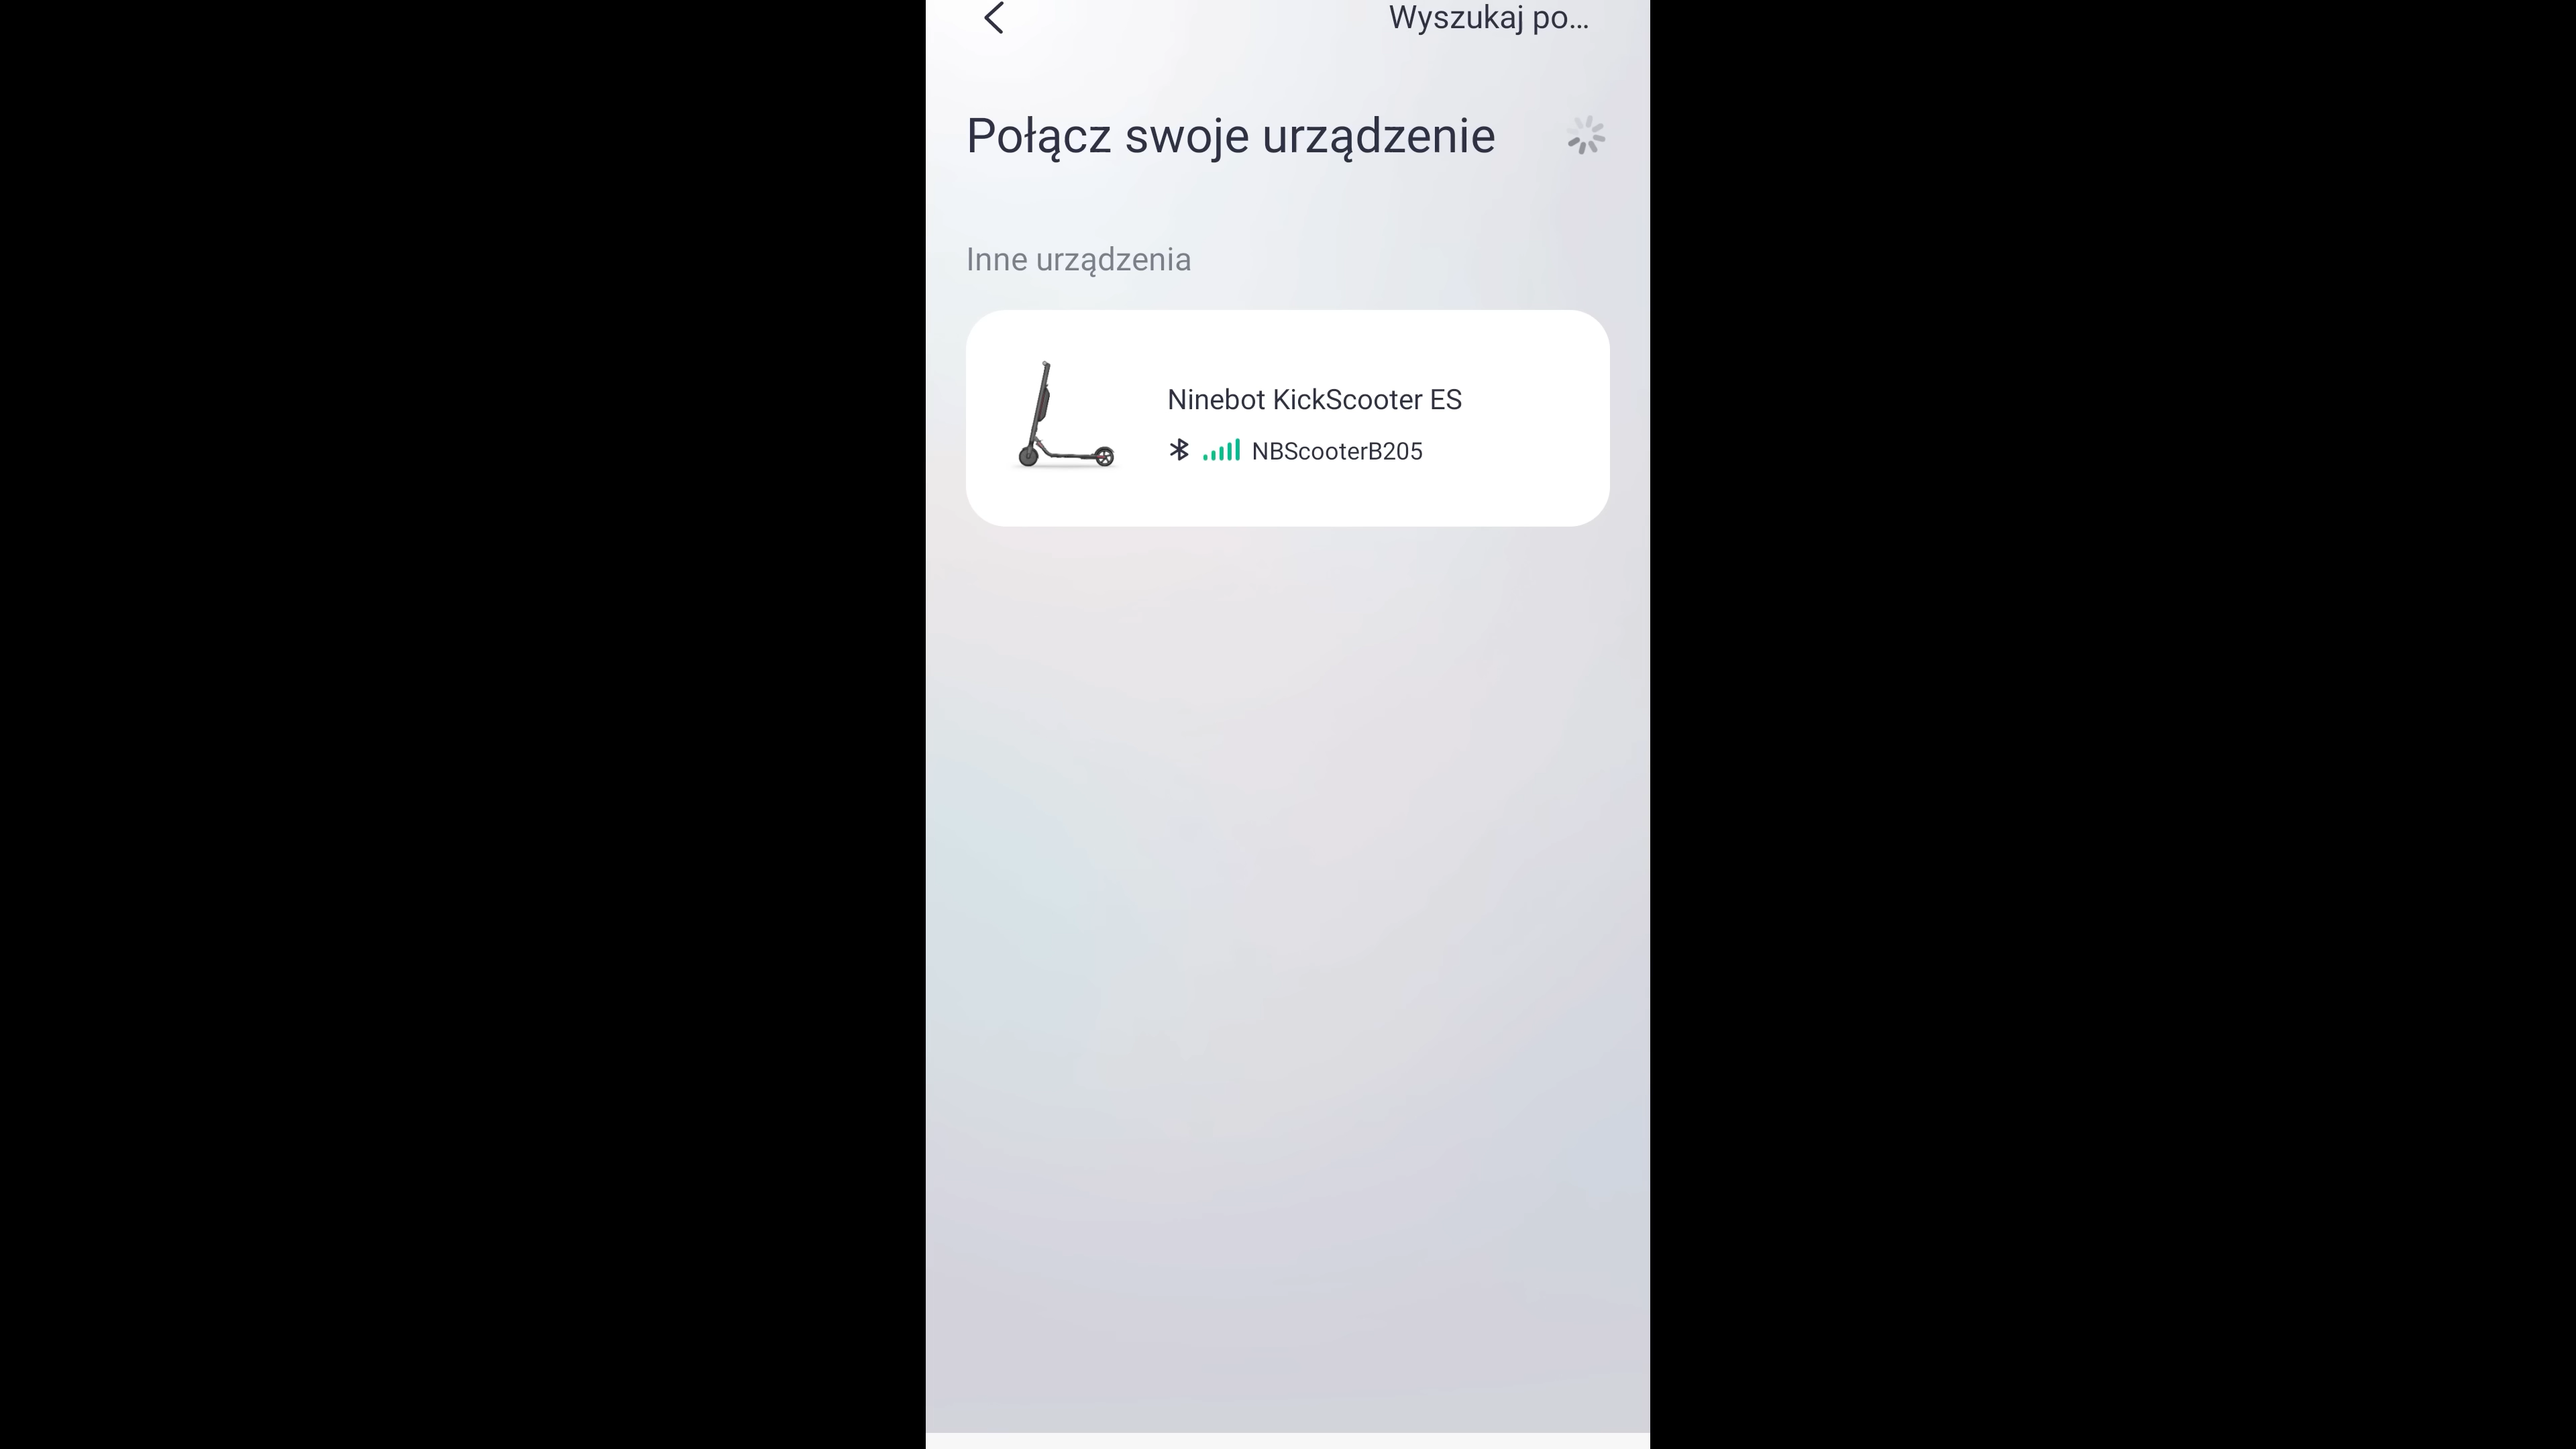 Wyszukaj po...
Połącz swoje urządzenie
Inne urządzenia
Ninebot KickScooter ES
NBScooterB205